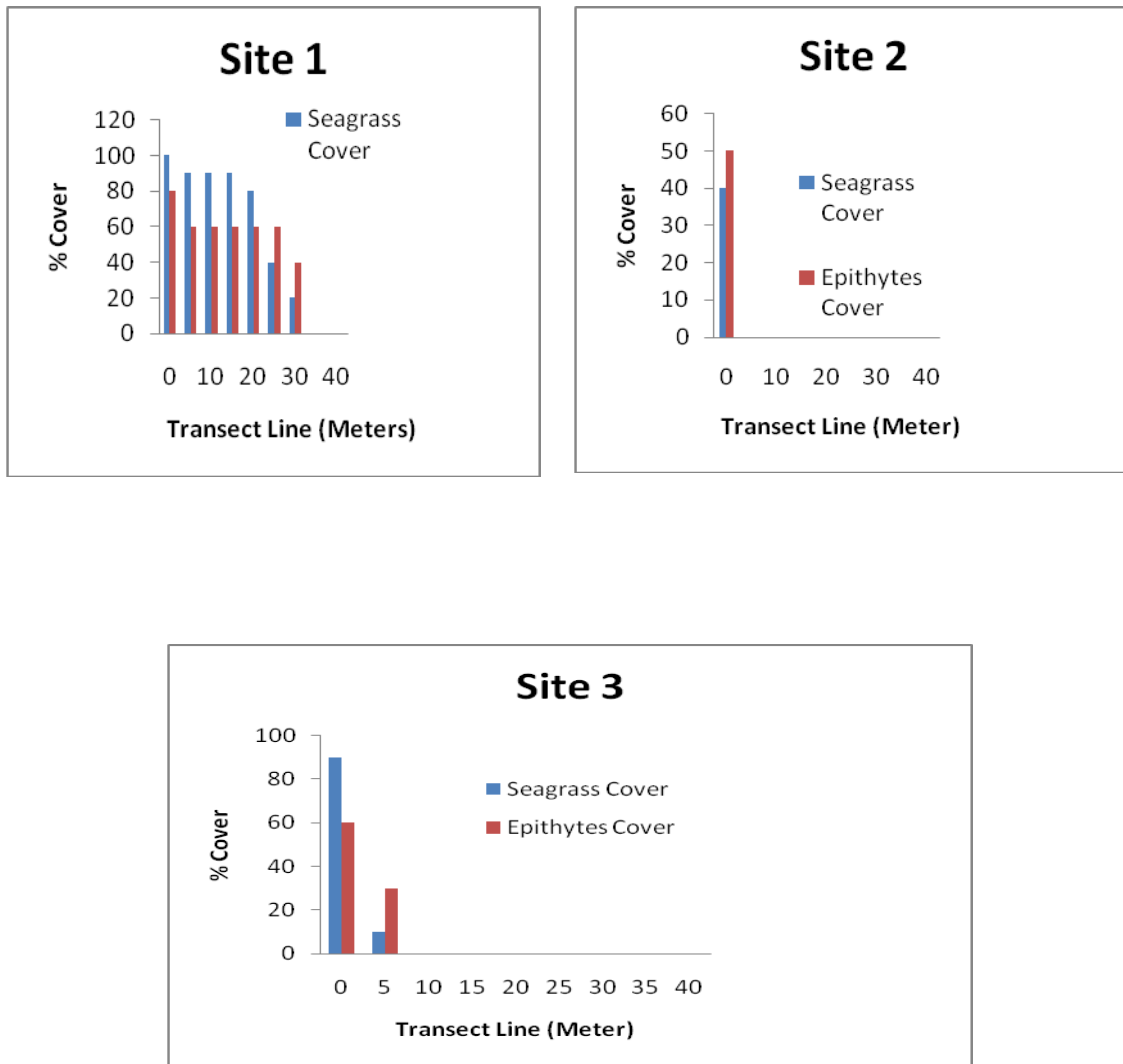 Site 1
Seagrass
Cover
120
100
80
60
40
20
0
% Cover
0 10 20 30 40
Transect Line (Meters)
Site 2
60
50
40
30
20
10
0
% Cover
Seagrass
Cover
Epithytes
Cover
0 10 20 30 40
Transect Line (Meter)
Site 3
100
80
60
40
20
0
% Cover
Seagrass Cover
Epithytes Cover
0 5 10 15 20 25 30 35 40
Transect Line (Meter)